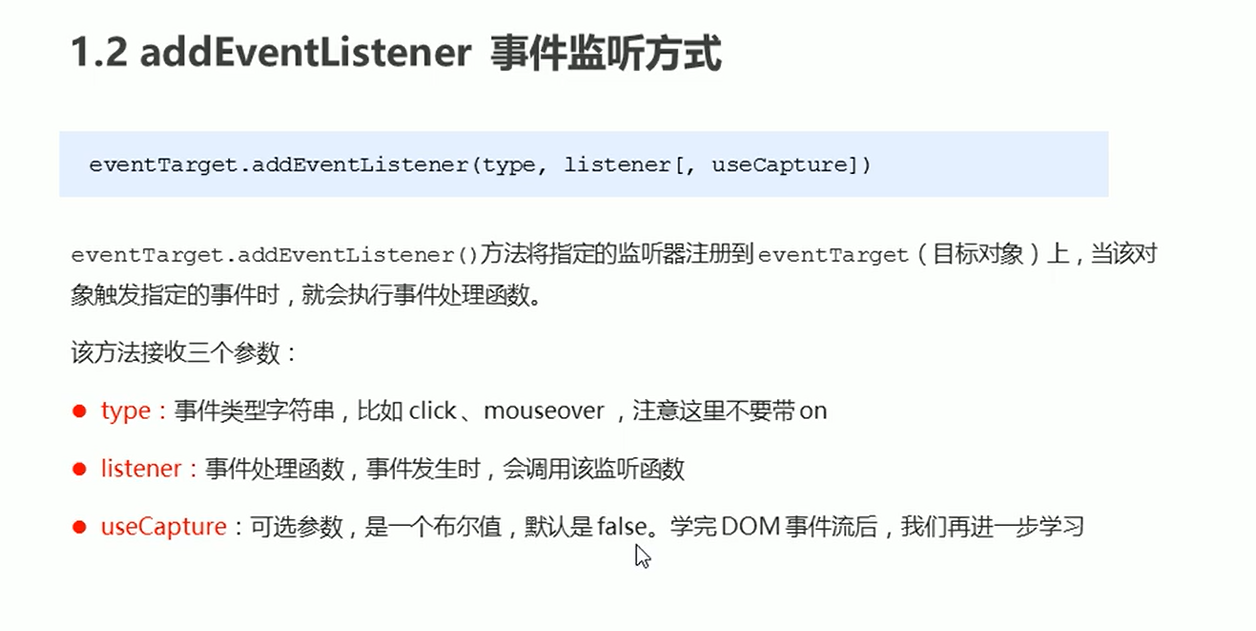 1.2 addEventListener 事件监听方式
eventTarget.addEventListener(type, listener[, useCapture])
eventTarget.addEventListener()方法将指定的监听器注册到 eventTarget（目标对象）上，当该对
象触发指定的事件时，就会执行事件处理函数。
该方法接收三个参数：
● type：事件类型字符串，比如 click、mouseover ，注意这里不要带 on
● listener：事件处理函数，事件发生时，会调用该监听函数
● useCapture：可选参数，是一个布尔值，默认是 false。学完 DOM 事件流后，我们再进一步学习